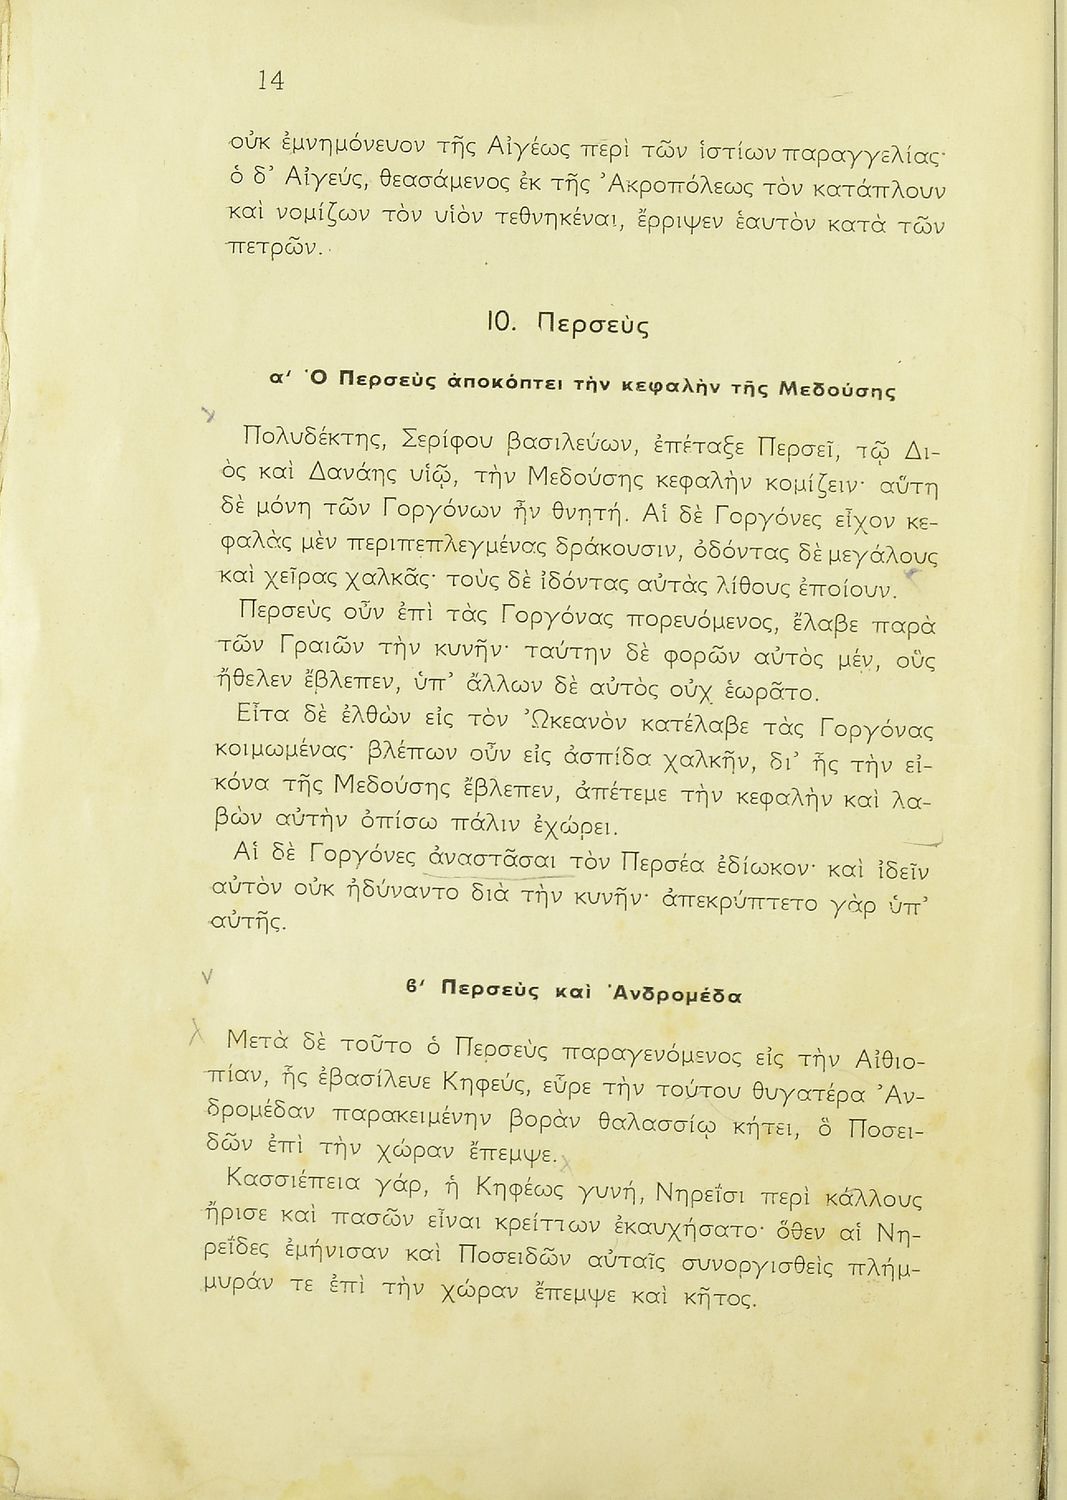 14
οὐκ ἐμνημόνευον τῆς Αἰγέως περὶ τῶν ἱστίων παραγγελίας·
ὁ δ’ Αἰγεύς, θεασάμενος ἐκ τῆς Ἀκροπόλεως τὸν κατάπλουν
καὶ νομίζων τὸν υἱὸν τεθνηκέναι, ἔρριψεν ἑαυτὸν κατὰ τῶν
πετρῶν.
10. Περσεὺς
α′ Ὁ Περσεὺς ἀποκόπτει τὴν κεφαλὴν τῆς Μεδούσης
Πολυδέκτης, Σερίφου βασιλεύων, ἐπέταξε Περσεῖ, τῷ Δι-
ὸς καὶ Δανάης υἱῷ, τὴν Μεδούσης κεφαλὴν κομίζειν· αὕτη
δὲ μόνη τῶν Γοργόνων ἦν θνητή. Αἱ δὲ Γοργόνες εἶχον κε-
φαλὰς μὲν περιπεπλεγμένας δράκουσιν, ὀδόντας δὲ μεγάλους
καὶ χεῖρας χαλκᾶς· τοὺς δὲ ἰδόντας αὐτὰς λίθους ἐποίουν.
Περσεὺς οὖν ἐπὶ τὰς Γοργόνας πορευόμενος, ἔλαβε παρὰ
τῶν Γραιῶν τὴν κυνῆν· ταύτην δὲ φορῶν αὐτὸς μέν, οὓς
ἤθελεν ἔβλεπεν, ὑπ’ ἄλλων δὲ αὐτὸς οὐχ ἑωρᾶτο.
Εἶτα δὲ ἐλθὼν εἰς τὸν Ὠκεανὸν κατέλαβε τὰς Γοργόνας
κοιμωμένας· βλέπων οὖν εἰς ἀσπίδα χαλκῆν, δι’ ἧς τὴν εἰ-
κόνα τῆς Μεδούσης ἔβλεπεν, ἀπέτεμε τὴν κεφαλὴν καὶ λα-
βὼν αὐτὴν ὀπίσω πάλιν ἐχώρει.
Αἱ δὲ Γοργόνες ἀναστᾶσαι τὸν Περσέα ἐδίωκον· καὶ ἰδεῖν
αὐτὸν οὐκ ἠδύναντο διὰ τὴν κυνῆν· ἀπεκρύπτετο γὰρ ὑπ’
αὐτῆς.
β′ Περσεὺς καὶ Ἀνδρομέδα
Μετὰ δὲ τοῦτο ὁ Περσεὺς παραγενόμενος εἰς τὴν Αἰθιο-
πίαν, ἧς ἐβασίλευε Κηφεύς, εὗρε τὴν τούτου θυγατέρα Ἀν-
δρομέδαν παρακειμένην βορὰν θαλασσίῳ κήτει, ὃ Ποσει-
δῶν ἐπὶ τὴν χώραν ἔπεμψε.
Κασσιέπεια γάρ, ἡ Κηφέως γυνή, Νηρεΐσι περὶ κάλλους
ἤρισε καὶ πασῶν εἶναι κρείττων ἐκαυχήσατο· ὅθεν αἱ Νη-
ρεΐδες ἐμήνισαν καὶ Ποσειδῶν αὐταῖς συνοργισθεὶς πλήμ-
μυράν τε ἐπὶ τὴν χώραν ἔπεμψε καὶ κῆτος.